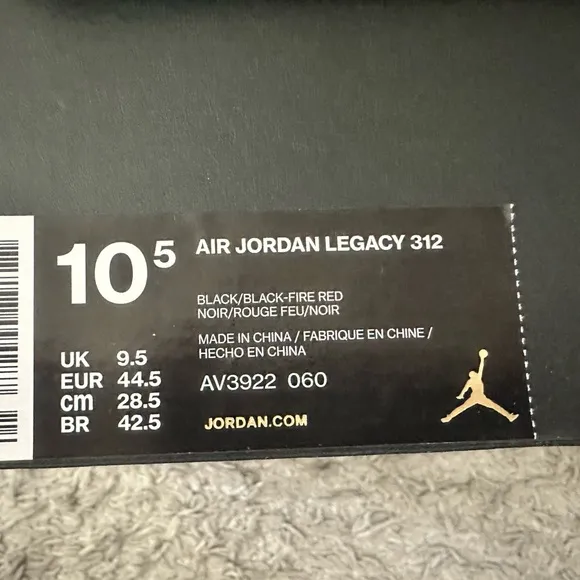 10⁵
AIR JORDAN LEGACY 312
BLACK/BLACK-FIRE RED
NOIR/ROUGE FEU/NOIR
MADE IN CHINA / FABRIQUE EN CHINE /
HECHO EN CHINA
AV3922 060
UK 9.5
EUR 44.5
cm 28.5
BR 42.5
JORDAN.COM